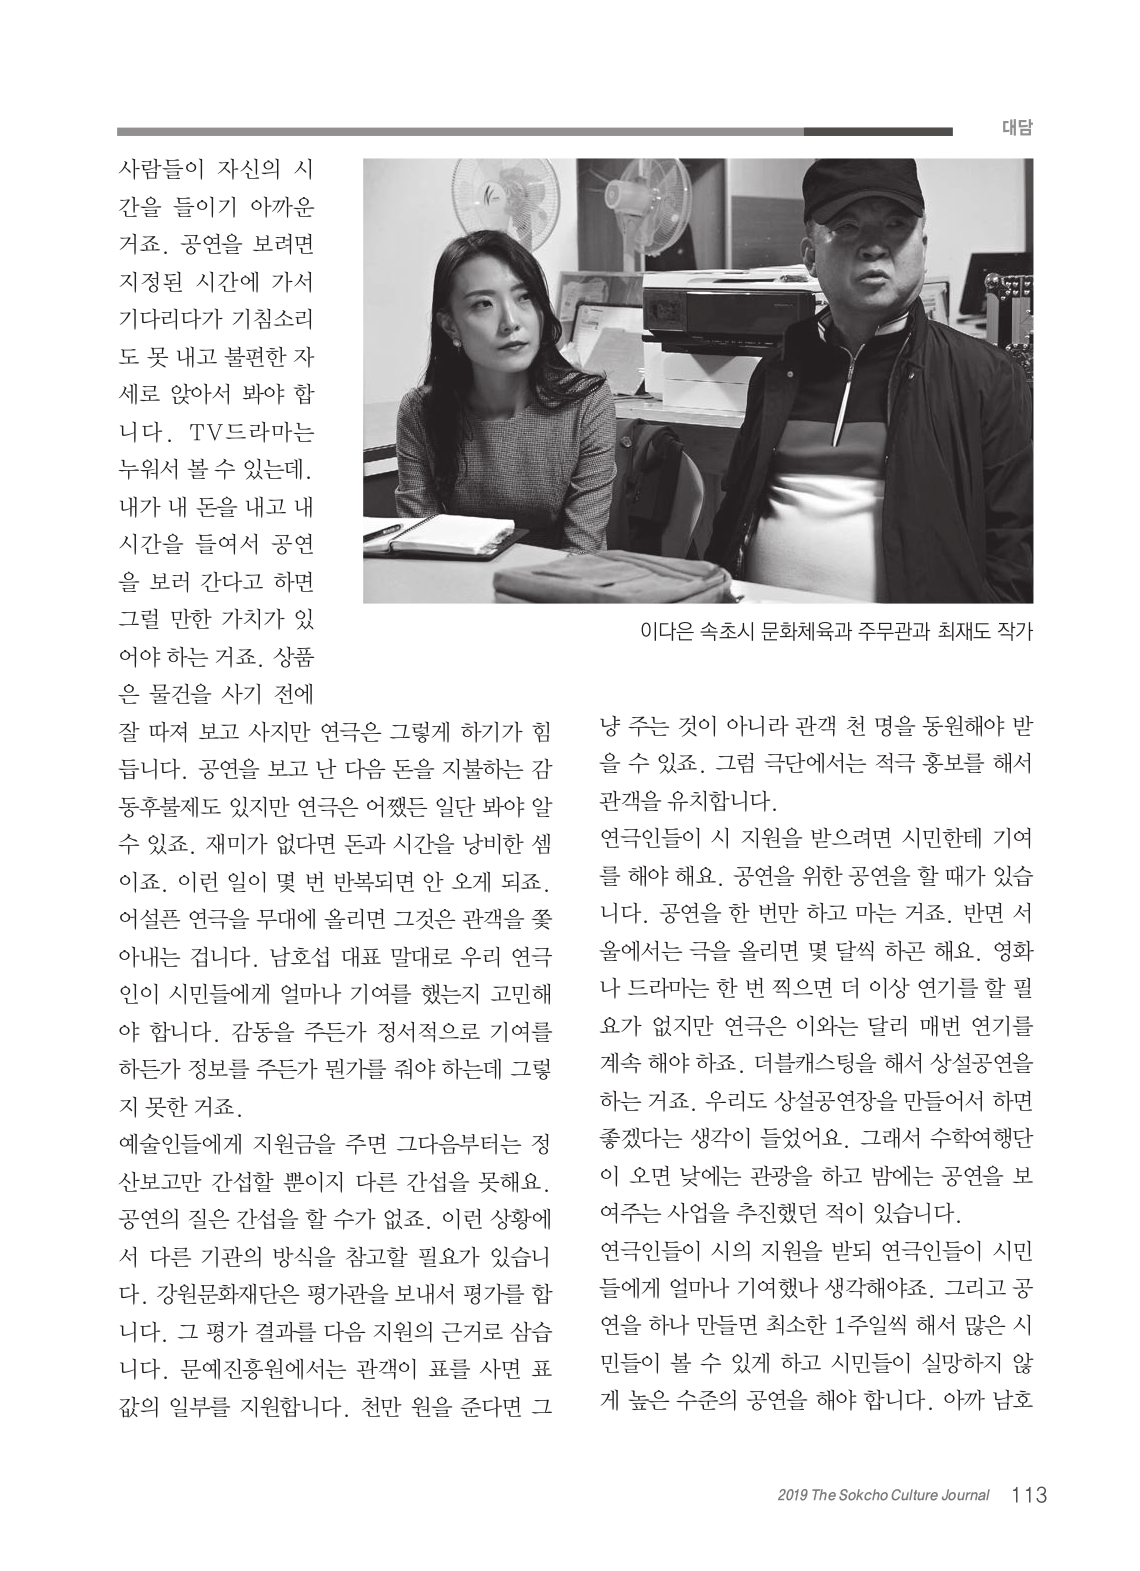 대담
사람들이 자신의 시
간을 들이기 아까운
거죠. 공연을 보려면
지정된 시간에 가서
기다리다가 기침소리
도 못 내고 불편한 자
세로 앉아서 봐야 합
니다. TV드라마는
누워서 볼 수 있는데.
내가 내 돈을 내고 내
시간을 들여서 공연
을 보러 간다고 하면
그럴 만한 가치가 있
어야 하는 거죠. 상품
은 물건을 사기 전에
잘 따져 보고 사지만 연극은 그렇게 하기가 힘
듭니다. 공연을 보고 난 다음 돈을 지불하는 감
동후불제도 있지만 연극은 어쨌든 일단 봐야 알
수 있죠. 재미가 없다면 돈과 시간을 낭비한 셈
이죠. 이런 일이 몇 번 반복되면 안 오게 되죠.
어설픈 연극을 무대에 올리면 그것은 관객을 쫓
아내는 겁니다. 남호섭 대표 말대로 우리 연극
인이 시민들에게 얼마나 기여를 했는지 고민해
야 합니다. 감동을 주든가 정서적으로 기여를
하든가 정보를 주든가 뭔가를 줘야 하는데 그렇
지 못한 거죠.
예술인들에게 지원금을 주면 그다음부터는 정
산보고만 간섭할 뿐이지 다른 간섭을 못해요.
공연의 질은 간섭을 할 수가 없죠. 이런 상황에
서 다른 기관의 방식을 참고할 필요가 있습니
다. 강원문화재단은 평가관을 보내서 평가를 합
니다. 그 평가 결과를 다음 지원의 근거로 삼습
니다. 문예진흥원에서는 관객이 표를 사면 표
값의 일부를 지원합니다. 천만 원을 준다면 그
이다은 속초시 문화체육과 주무관과 최재도 작가
냥 주는 것이 아니라 관객 천 명을 동원해야 받
을 수 있죠. 그럼 극단에서는 적극 홍보를 해서
관객을 유치합니다.
연극인들이 시 지원을 받으려면 시민한테 기여
를 해야 해요. 공연을 위한 공연을 할 때가 있습
니다. 공연을 한 번만 하고 마는 거죠. 반면 서
울에서는 극을 올리면 몇 달씩 하곤 해요. 영화
나 드라마는 한 번 찍으면 더 이상 연기를 할 필
요가 없지만 연극은 이와는 달리 매번 연기를
계속 해야 하죠. 더블캐스팅을 해서 상설공연을
하는 거죠. 우리도 상설공연장을 만들어서 하면
좋겠다는 생각이 들었어요. 그래서 수학여행단
이 오면 낮에는 관광을 하고 밤에는 공연을 보
여주는 사업을 추진했던 적이 있습니다.
연극인들이 시의 지원을 받되 연극인들이 시민
들에게 얼마나 기여했나 생각해야죠. 그리고 공
연을 하나 만들면 최소한 1주일씩 해서 많은 시
민들이 볼 수 있게 하고 시민들이 실망하지 않
게 높은 수준의 공연을 해야 합니다. 아까 남호
2019 The Sokcho Culture Journal 113